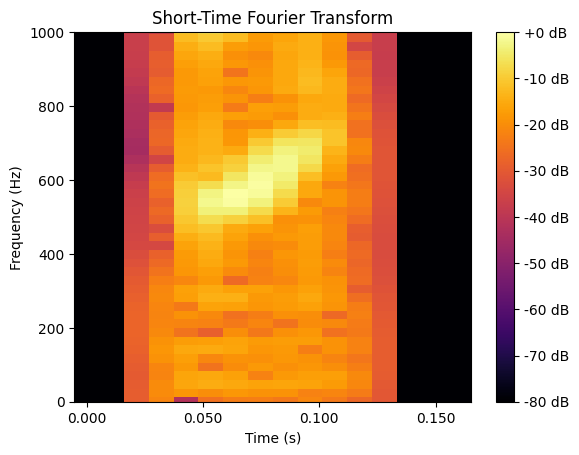 Short-Time Fourier Transform
Frequency (Hz)
1000
800
600
400
200
0
0.000
0.050
0.100
0.150
Time (s)
+0 dB
-10 dB
-20 dB
-30 dB
-40 dB
-50 dB
-60 dB
-70 dB
-80 dB